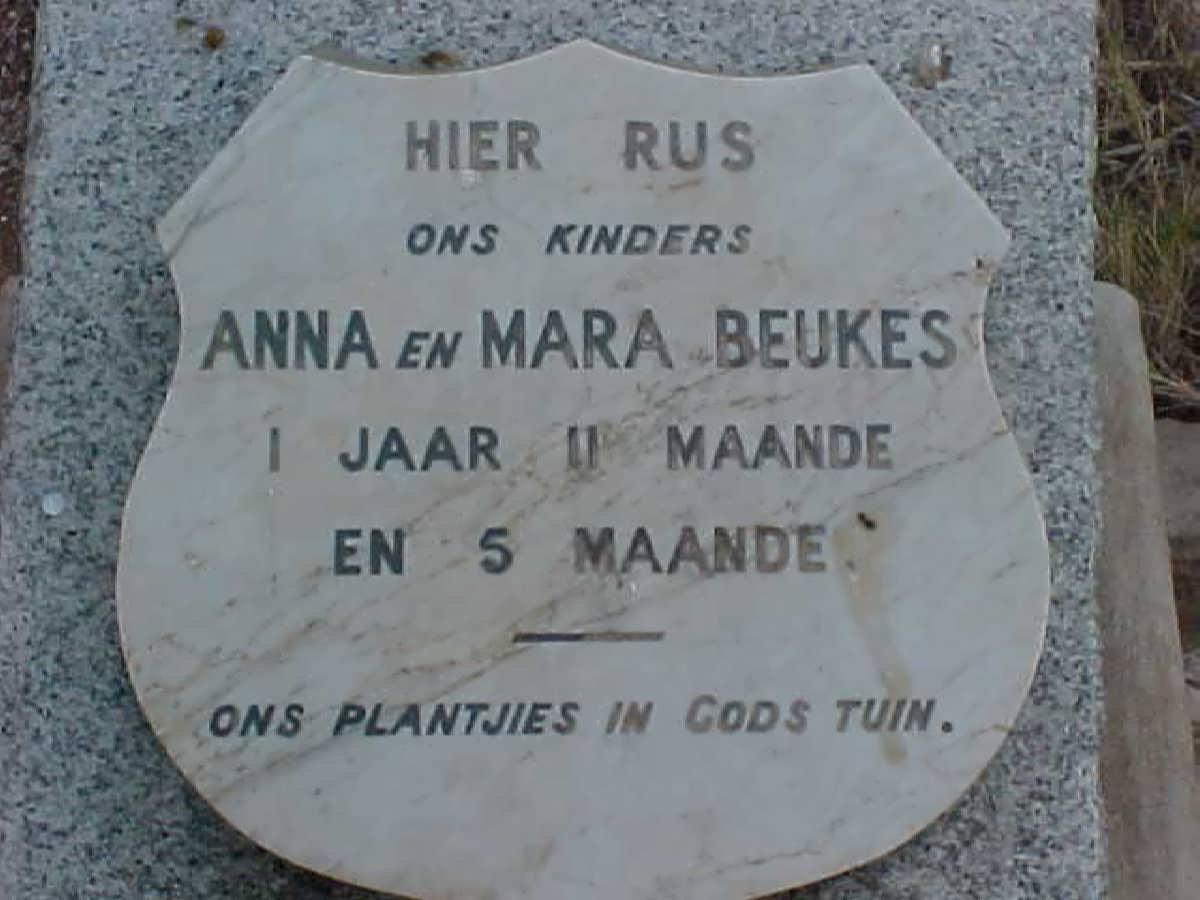 HIER RUS
ONS KINDERS
ANNA EN MARA BEUKES
1 JAAR 11 MAANDE
EN 5 MAANDE
ONS PLANTJIES IN GODS TUIN.